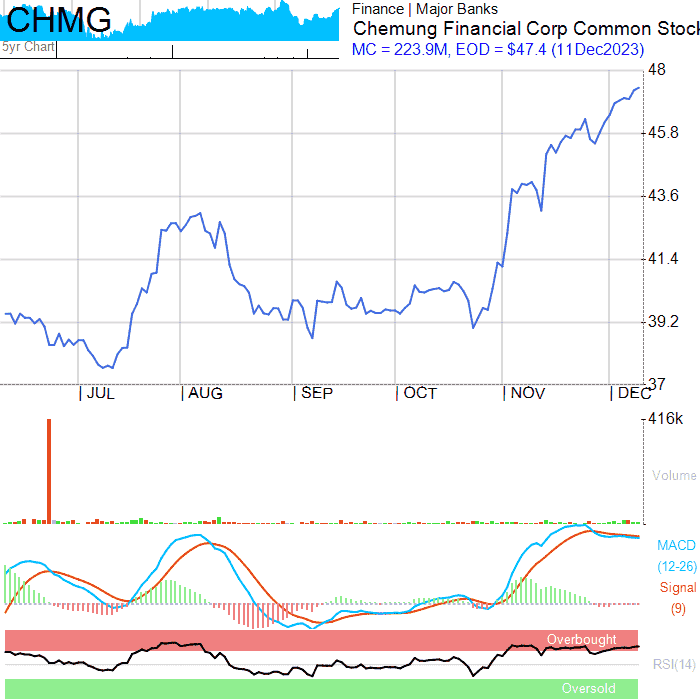 CHMG
5yr Chart
Finance | Major Banks
Chemung Financial Corp Common Stock
MC = 223.9M, EOD = $47.4 (11Dec2023)
48
45.8
43.6
41.4
39.2
37
JUL AUG SEP OCT NOV DEC
416k
Volume
MACD
(12-26)
Signal
(9)
Overbought
RSI(14)
Oversold